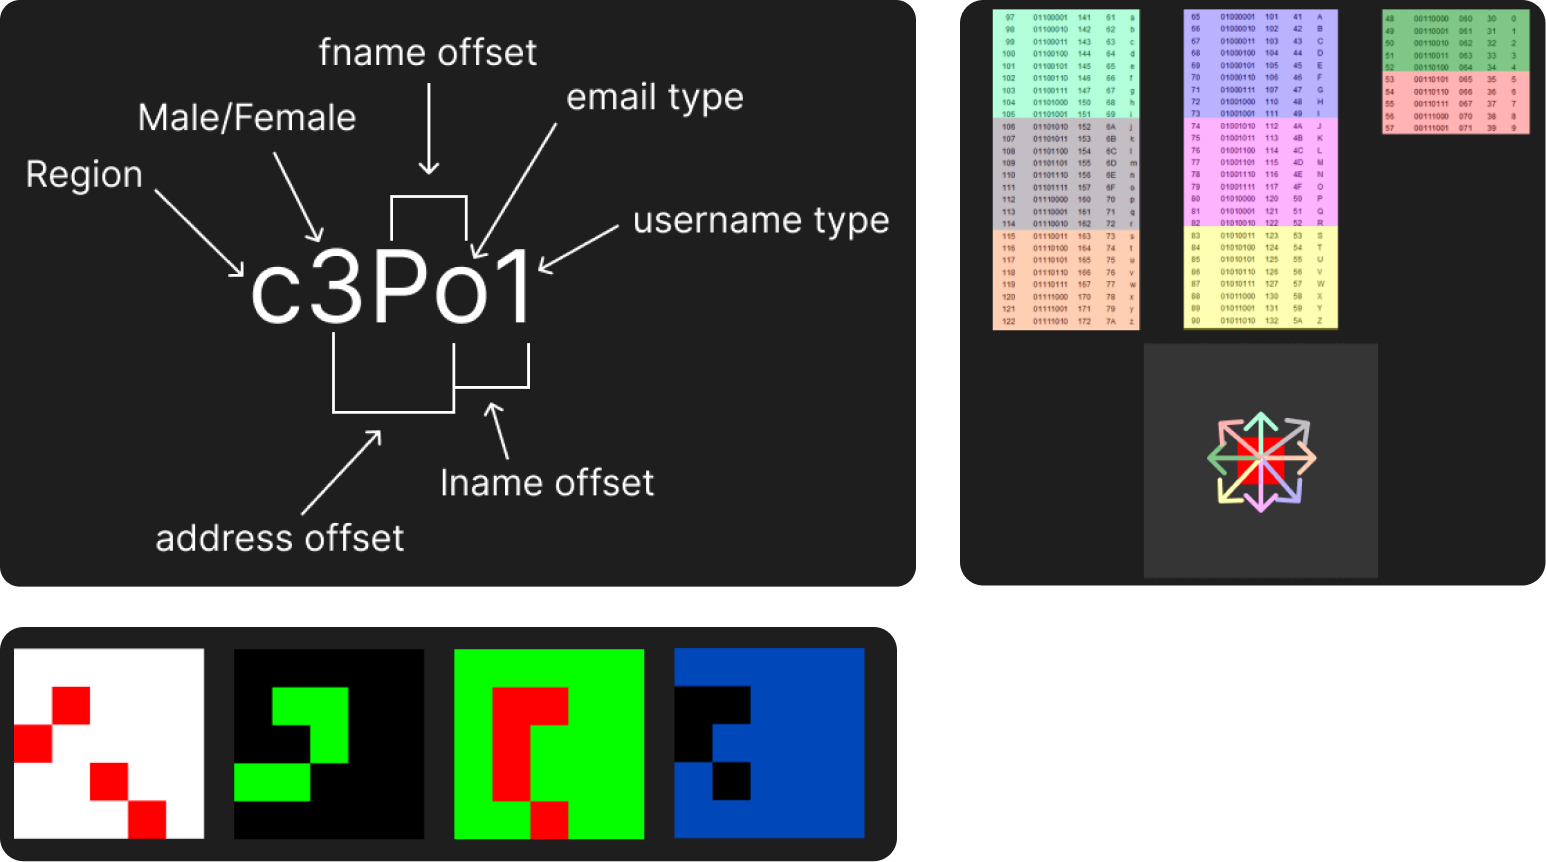 fname offset
email type
Male/Female
Region
username type
c3Po1
lname offset
address offset
97 01100001 141 61 a
98 01100010 142 62 b
99 01100011 143 63 c
100 01100100 144 64 d
101 01100101 145 65 e
102 01100110 146 66 f
103 01100111 147 67 g
104 01101000 150 68 h
105 01101001 151 69 i
106 01101010 152 6A j
107 01101011 153 6B k
108 01101100 154 6C l
109 01101101 155 6D m
110 01101110 156 6E n
111 01101111 157 6F o
112 01110000 160 70 p
113 01110001 161 71 q
114 01110010 162 72 r
115 01110011 163 73 s
116 01110100 164 74 t
117 01110101 165 75 u
118 01110110 166 76 v
119 01110111 167 77 w
120 01111000 170 78 x
121 01111001 171 79 y
122 01111010 172 7A z
65 01000001 101 41 A
66 01000010 102 42 B
67 01000011 103 43 C
68 01000100 104 44 D
69 01000101 105 45 E
70 01000110 106 46 F
71 01000111 107 47 G
72 01001000 110 48 H
73 01001001 111 49 I
74 01001010 112 4A J
75 01001011 113 4B K
76 01001100 114 4C L
77 01001101 115 4D M
78 01001110 116 4E N
79 01001111 117 4F O
80 01010000 120 50 P
81 01010001 121 51 Q
82 01010010 122 52 R
83 01010011 123 53 S
84 01010100 124 54 T
85 01010101 125 55 U
86 01010110 126 56 V
87 01010111 127 57 W
88 01011000 130 58 X
89 01011001 131 59 Y
90 01011010 132 5A Z
48 00110000 060 30 0
49 00110001 061 31 1
50 00110010 062 32 2
51 00110011 063 33 3
52 00110100 064 34 4
53 00110101 065 35 5
54 00110110 066 36 6
55 00110111 067 37 7
56 00111000 070 38 8
57 00111001 071 39 9